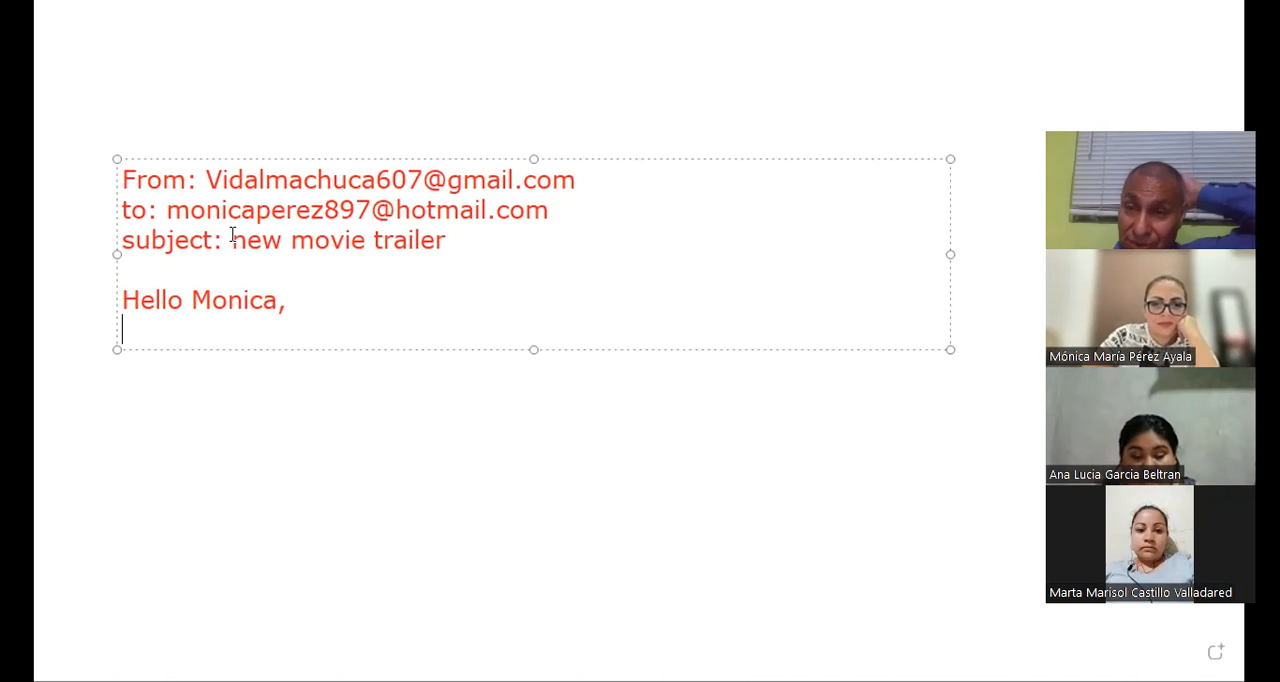 From: Vidalmachuca607@gmail.com
to: monicaperez897@hotmail.com
subject: new movie trailer
Hello Monica,
Mónica María Pérez Ayala
Ana Lucia Garcia Beltran
Marta Marisol Castillo Valladared